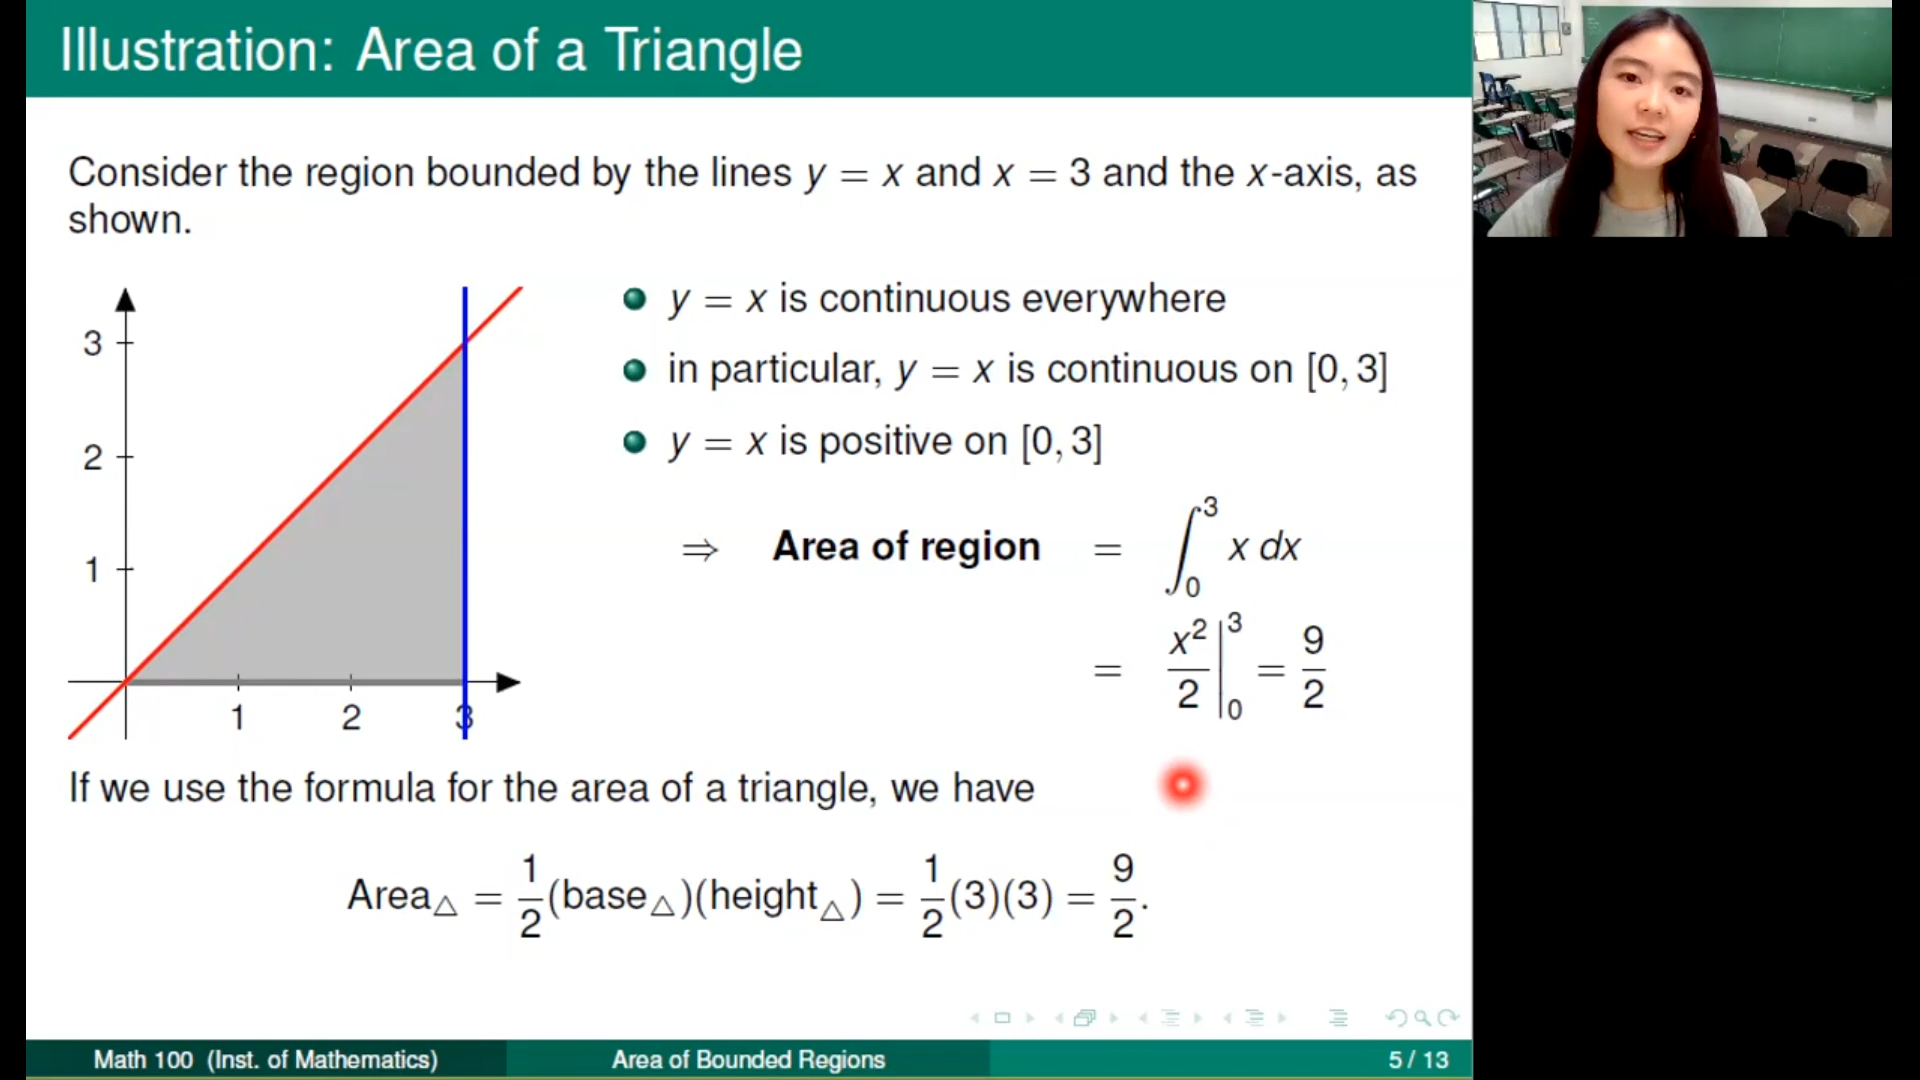 Illustration: Area of a Triangle
Consider the region bounded by the lines y = x and x = 3 and the x-axis, as
shown.
3
2
1
1 2 3
y = x is continuous everywhere
in particular, y = x is continuous on [0, 3]
y = x is positive on [0, 3]
⇒ Area of region = ∫₀³ x dx
= x²/2 |₀³ = 9/2
If we use the formula for the area of a triangle, we have
Area△ = 1/2 (base△)(height△) = 1/2 (3)(3) = 9/2.
Math 100 (Inst. of Mathematics) Area of Bounded Regions 5 / 13